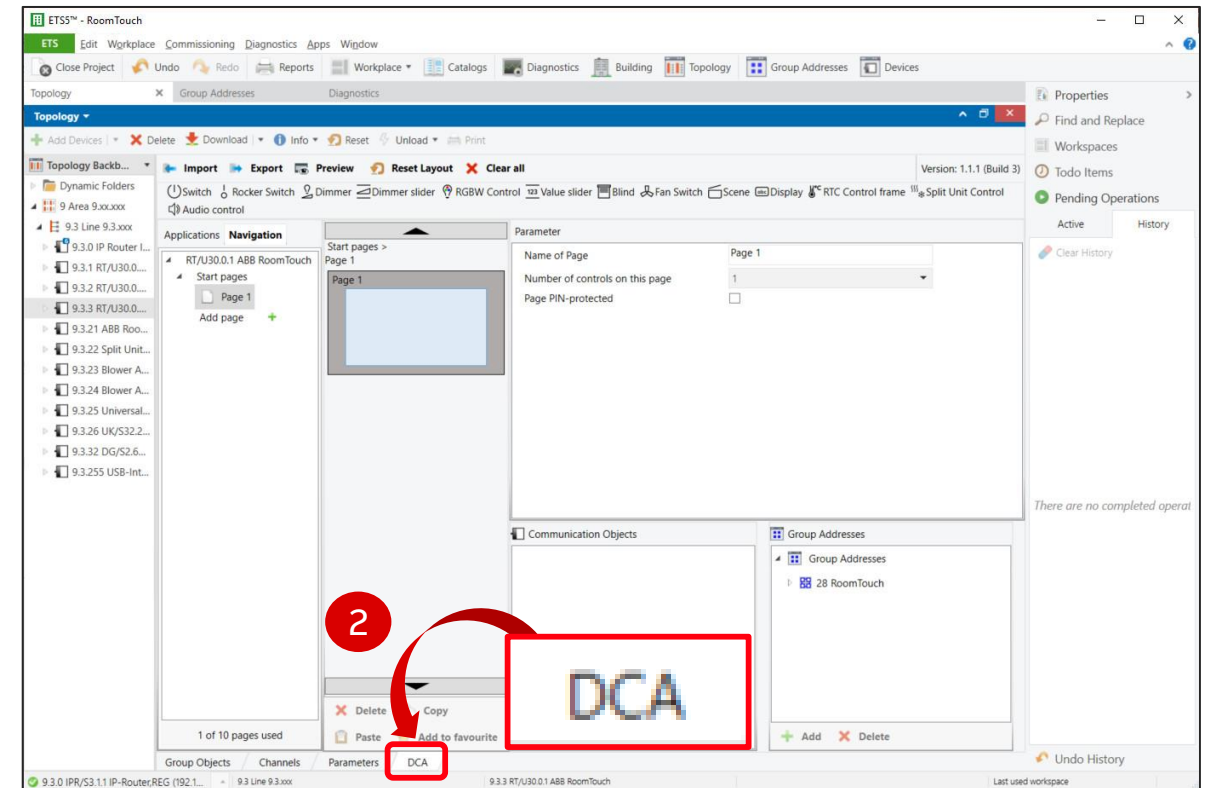 ETS5™ - RoomTouch
ETS Edit Workplace Commissioning Diagnostics Apps Window
Close Project Undo Redo Reports Workplace Catalogs Diagnostics Building Topology Group Addresses Devices
Topology Group Addresses Diagnostics
Topology
Add Devices Delete Download Info Reset Unload Print
Topology Backb...
Dynamic Folders
9 Area 9.xx.xxx
9.3 Line 9.3.xxx
9.3.0 IP Router I...
9.3.1 RT/U30.0....
9.3.2 RT/U30.0....
9.3.3 RT/U30.0....
9.3.21 ABB Roo...
9.3.22 Split Unit...
9.3.23 Blower A...
9.3.24 Blower A...
9.3.25 Universal...
9.3.26 UK/S32.2...
9.3.32 DG/S2.6...
9.3.255 USB-Int...
Import Export Preview Reset Layout Clear all Version: 1.1.1 (Build 3)
Switch Rocker Switch Dimmer Dimmer slider RGBW Control Value slider Blind Fan Switch Scene Display RTC Control frame Split Unit Control
Audio control
Applications Navigation
RT/U30.0.1 ABB RoomTouch
Start pages
Page 1
Add page
1 of 10 pages used
Start pages >
Page 1
Page 1
Delete Copy
Paste Add to favourite
Parameter
Name of Page Page 1
Number of controls on this page 1
Page PIN-protected
Communication Objects
Group Addresses
Group Addresses
28 RoomTouch
Add Delete
2
DCA
Group Objects Channels Parameters DCA
Properties
Find and Replace
Workspaces
Todo Items
Pending Operations
Active History
Clear History
There are no completed operat
Undo History
9.3.0 IPR/S3.1.1 IP-Router,REG (192.1... 9.3 Line 9.3.xxx 9.3.3 RT/U30.0.1 ABB RoomTouch Last used workspace